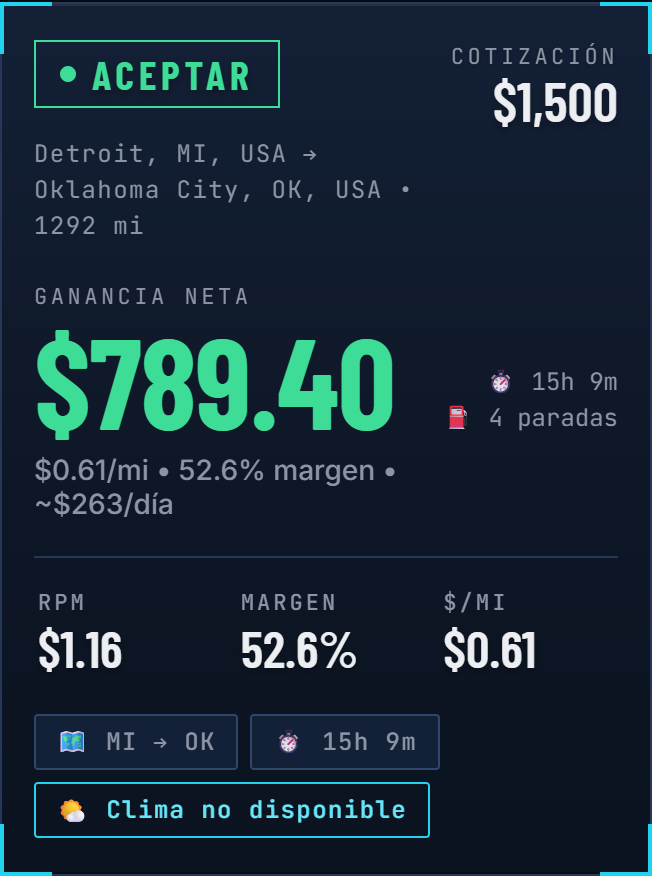 ACEPTAR
COTIZACIÓN
$1,500
Detroit, MI, USA →
Oklahoma City, OK, USA •
1292 mi
GANANCIA NETA
$789.40
15h 9m
4 paradas
$0.61/mi • 52.6% margen •
~$263/día
RPM MARGEN $/MI
$1.16 52.6% $0.61
MI → OK 15h 9m
Clima no disponible